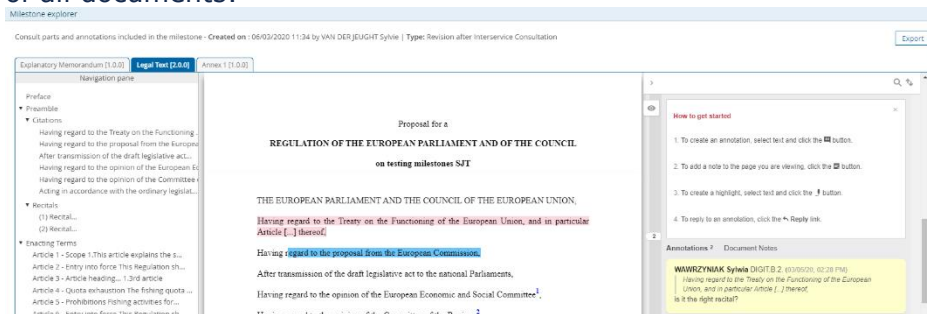 of all documents.
Milestone explorer
Consult parts and annotations included in the milestone - Created on : 06/03/2020 11:34 by VAN DER JEUGHT Sylvie | Type: Revision after Interservice Consultation
Export
Explanatory Memorandum [1.0.0] Legal Text [2.0.0] Annex 1 [1.0.0]
Navigation pane
Preface
Preamble
Citations
Having regard to the Treaty on the Functioning ...
Having regard to the proposal from the Europea
After transmission of the draft legislative act...
Having regard to the opinion of the European Ec
Having regard to the opinion of the Committee
Acting in accordance with the ordinary legislat...
Recitals
(1) Recital...
(2) Recital...
Enacting Terms
Article 1 - Scope 1.This article explains the s...
Article 2 - Entry into force This Regulation sh...
Article 3 - Article heading... 1.3rd article
Article 4 - Quota exhaustion The fishing quota ...
Article 5 - Prohibitions Fishing activities for...
Proposal for a
REGULATION OF THE EUROPEAN PARLIAMENT AND OF THE COUNCIL
on testing milestones SJT
THE EUROPEAN PARLIAMENT AND THE COUNCIL OF THE EUROPEAN UNION,
Having regard to the Treaty on the Functioning of the European Union, and in particular
Article [...] thereof,
Having regard to the proposal from the European Commission,
After transmission of the draft legislative act to the national Parliaments,
Having regard to the opinion of the European Economic and Social Committee1,
2
How to get started
1. To create an annotation, select text and click the button.
2. To add a note to the page you are viewing, click the button.
3. To create a highlight, select text and click the button.
4. To reply to an annotation, click the Reply link.
Annotations 2 Document Notes
WAWRZYNIAK Sylwia DIGIT.B.2. (03/05/20, 02:28 PM)
Having regard to the Treaty on the Functioning of the European
Union, and in particular Article [...] thereof,
is it the right recital?